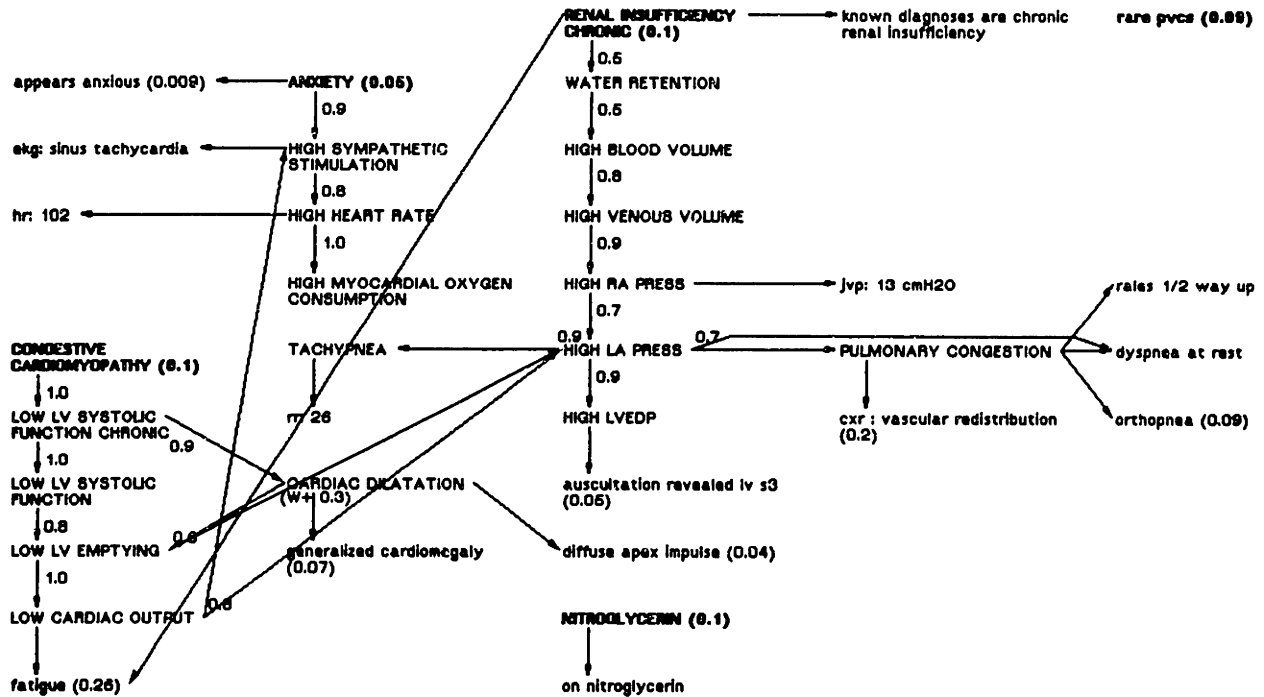 RENAL INSUFFICIENCY
CHRONIC (0.1)
known diagnoses are chronic
renal insufficiency
rare pvcs (0.09)
0.5
appears anxious (0.009)
ANXIETY (0.05)
WATER RETENTION
0.9
0.5
ekg: sinus tachycardia
HIGH SYMPATHETIC
STIMULATION
HIGH BLOOD VOLUME
0.8
0.8
hr: 102
HIGH HEART RATE
HIGH VENOUS VOLUME
1.0
0.9
HIGH MYOCARDIAL OXYGEN
CONSUMPTION
HIGH RA PRESS
jvp: 13 cmH2O
rales 1/2 way up
0.7
0.9
0.7
CONGESTIVE
CARDIOMYOPATHY (0.1)
TACHYPNEA
HIGH LA PRESS
PULMONARY CONGESTION
dyspnea at rest
1.0
0.9
LOW LV SYSTOLIC
FUNCTION CHRONIC
0.9
rr: 26
HIGH LVEDP
cxr : vascular redistribution
(0.2)
orthopnea (0.09)
1.0
LOW LV SYSTOLIC
FUNCTION
CARDIAC DILATATION
(W+ 0.3)
auscultation revealed lv s3
(0.05)
0.8
LOW LV EMPTYING
generalized cardiomegaly
(0.07)
diffuse apex impulse (0.04)
1.0
LOW CARDIAC OUTPUT
NITROGLYCERIN (0.1)
fatigue (0.26)
on nitroglycerin